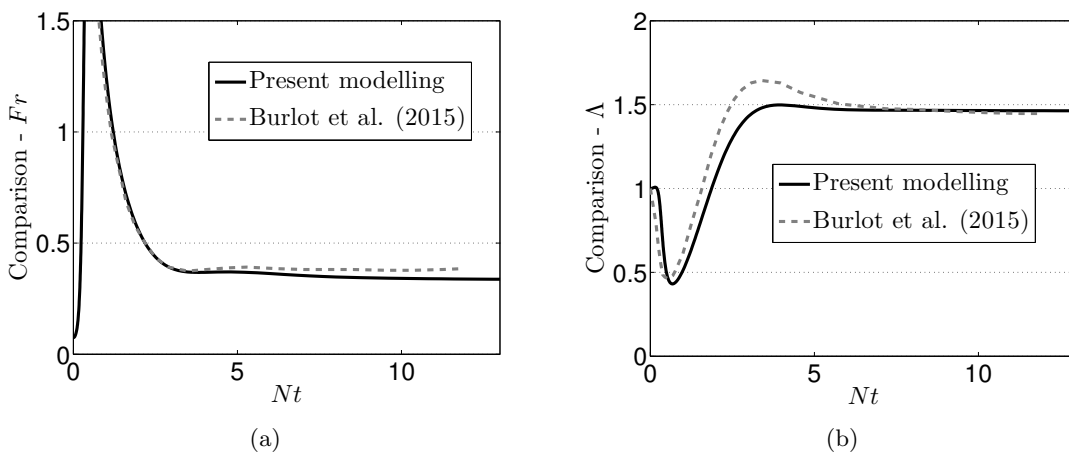 1.5
1
0.5
0
0
5
10
Comparison - Fr
Nt
Present modelling
Burlot et al. (2015)
(a)
2
1.5
1
0.5
0
0
5
10
Comparison - Λ
Nt
Present modelling
Burlot et al. (2015)
(b)